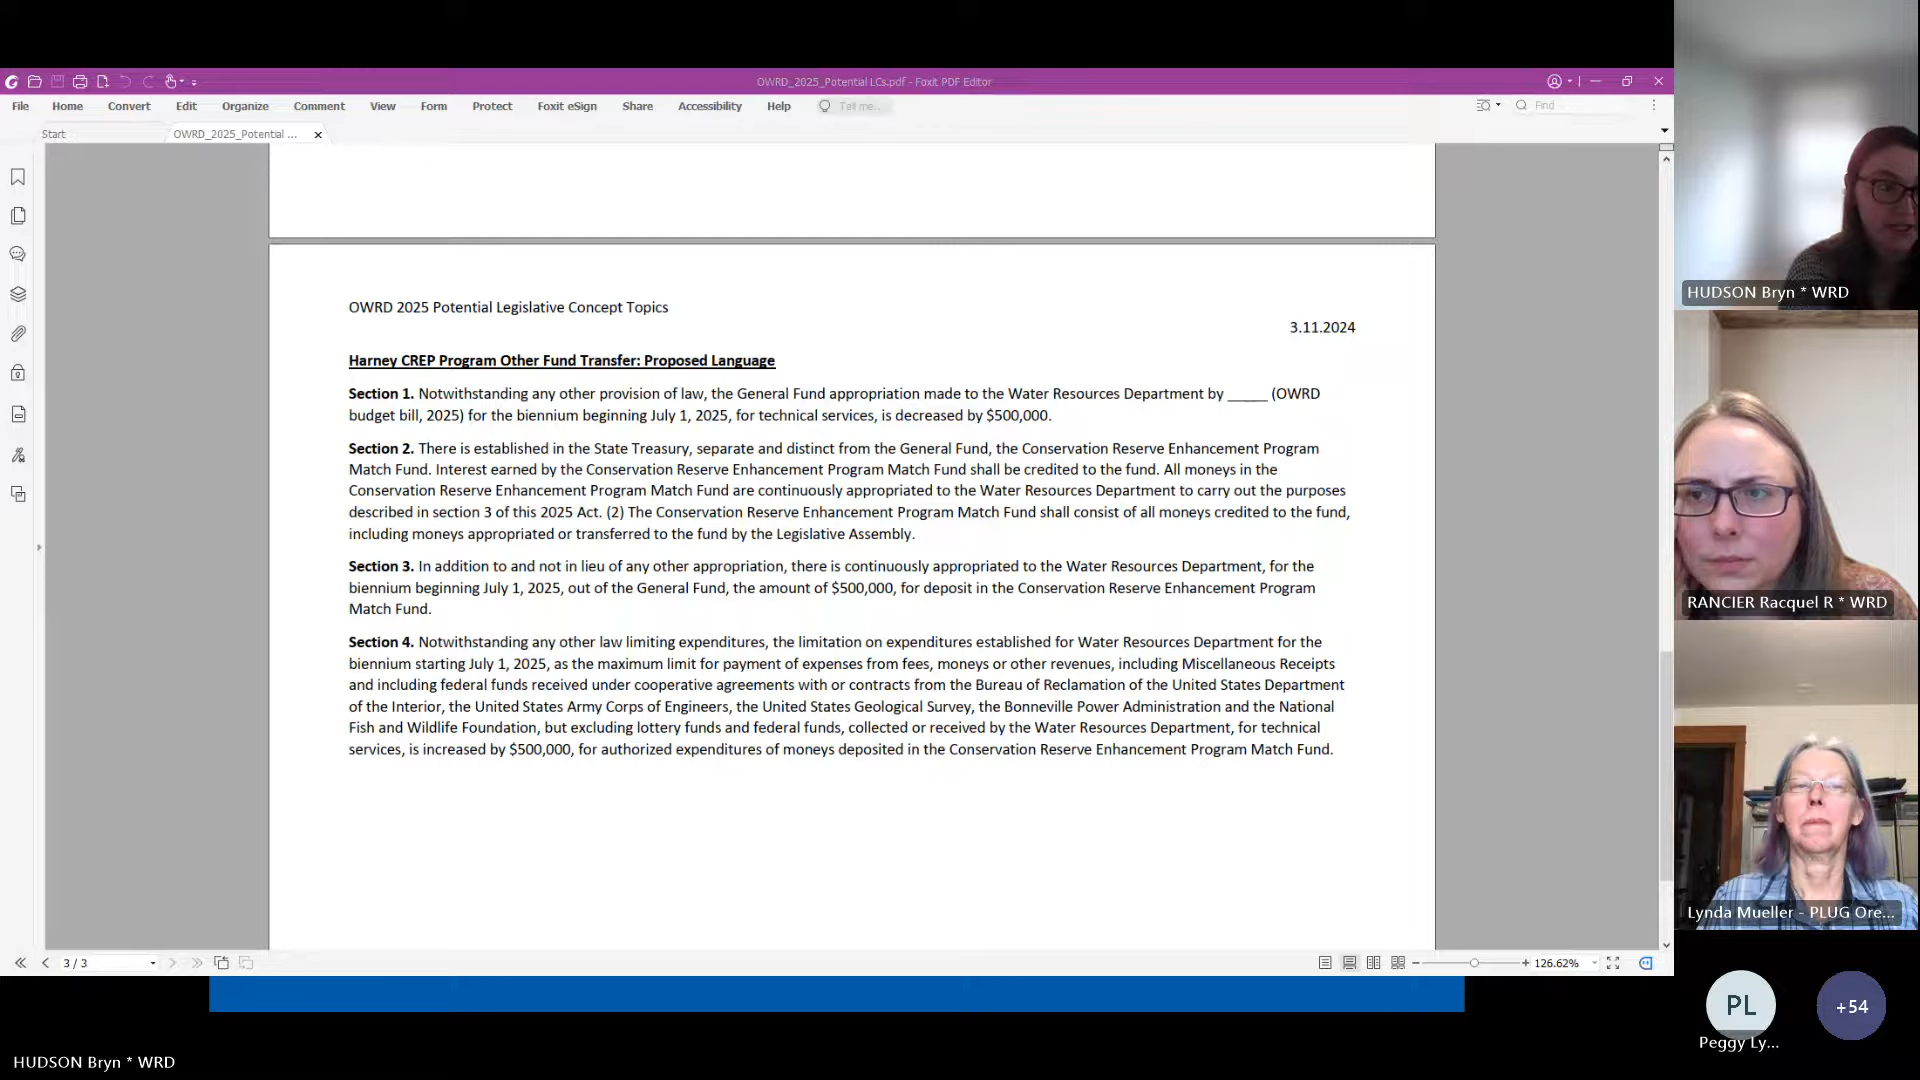 OWRD_2025_Potential LCs.pdf - Foxit PDF Editor
File Home Convert Edit Organize Comment View Form Protect Foxit eSign Share Accessibility Help Tell me... Find
Start OWRD_2025_Potential ...
OWRD 2025 Potential Legislative Concept Topics
3.11.2024
Harney CREP Program Other Fund Transfer: Proposed Language
Section 1. Notwithstanding any other provision of law, the General Fund appropriation made to the Water Resources Department by _____ (OWRD
budget bill, 2025) for the biennium beginning July 1, 2025, for technical services, is decreased by $500,000.
Section 2. There is established in the State Treasury, separate and distinct from the General Fund, the Conservation Reserve Enhancement Program
Match Fund. Interest earned by the Conservation Reserve Enhancement Program Match Fund shall be credited to the fund. All moneys in the
Conservation Reserve Enhancement Program Match Fund are continuously appropriated to the Water Resources Department to carry out the purposes
described in section 3 of this 2025 Act. (2) The Conservation Reserve Enhancement Program Match Fund shall consist of all moneys credited to the fund,
including moneys appropriated or transferred to the fund by the Legislative Assembly.
Section 3. In addition to and not in lieu of any other appropriation, there is continuously appropriated to the Water Resources Department, for the
biennium beginning July 1, 2025, out of the General Fund, the amount of $500,000, for deposit in the Conservation Reserve Enhancement Program
Match Fund.
Section 4. Notwithstanding any other law limiting expenditures, the limitation on expenditures established for Water Resources Department for the
biennium starting July 1, 2025, as the maximum limit for payment of expenses from fees, moneys or other revenues, including Miscellaneous Receipts
and including federal funds received under cooperative agreements with or contracts from the Bureau of Reclamation of the United States Department
of the Interior, the United States Army Corps of Engineers, the United States Geological Survey, the Bonneville Power Administration and the National
Fish and Wildlife Foundation, but excluding lottery funds and federal funds, collected or received by the Water Resources Department, for technical
services, is increased by $500,000, for authorized expenditures of moneys deposited in the Conservation Reserve Enhancement Program Match Fund.
3 / 3
126.62%
HUDSON Bryn * WRD
RANCIER Racquel R * WRD
Lynda Mueller - PLUG Ore...
PL
+54
Peggy Ly...
HUDSON Bryn * WRD